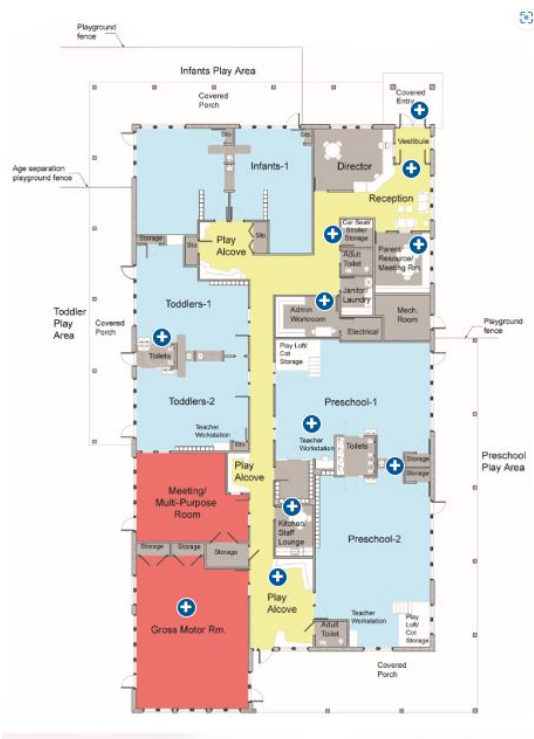 Playground
fence
Infants Play Area
Covered
Porch
Covered
Entry
Sto.
Vestibule
Infants-1
Director
Age separation
playground fence
Reception
Car Seat/
Stroller
Storage
Play
Alcove
Sto.
Storage
Sto.
Adult
Toilet
Parent
Resource/
Meeting Rm.
Toddlers-1
Janitor/
Laundry
Toddler
Play
Area
Covered
Porch
Admin
Workroom
Mech.
Room
Electrical
Playground
fence
Toilets
Play Loft/
Cot
Storage
Toddlers-2
Preschool-1
Teacher
Workstation
Sto.
Teacher
Workstation
Toilets
Preschool
Play Area
Storage
Storage
Play
Alcove
Meeting/
Multi-Purpose
Room
Kitchen/
Staff
Lounge
Preschool-2
Storage
Storage
Storage
Play
Alcove
Teacher
Workstation
Play
Loft/
Cot
Storage
Gross Motor Rm.
Adult
Toilet
Covered
Porch